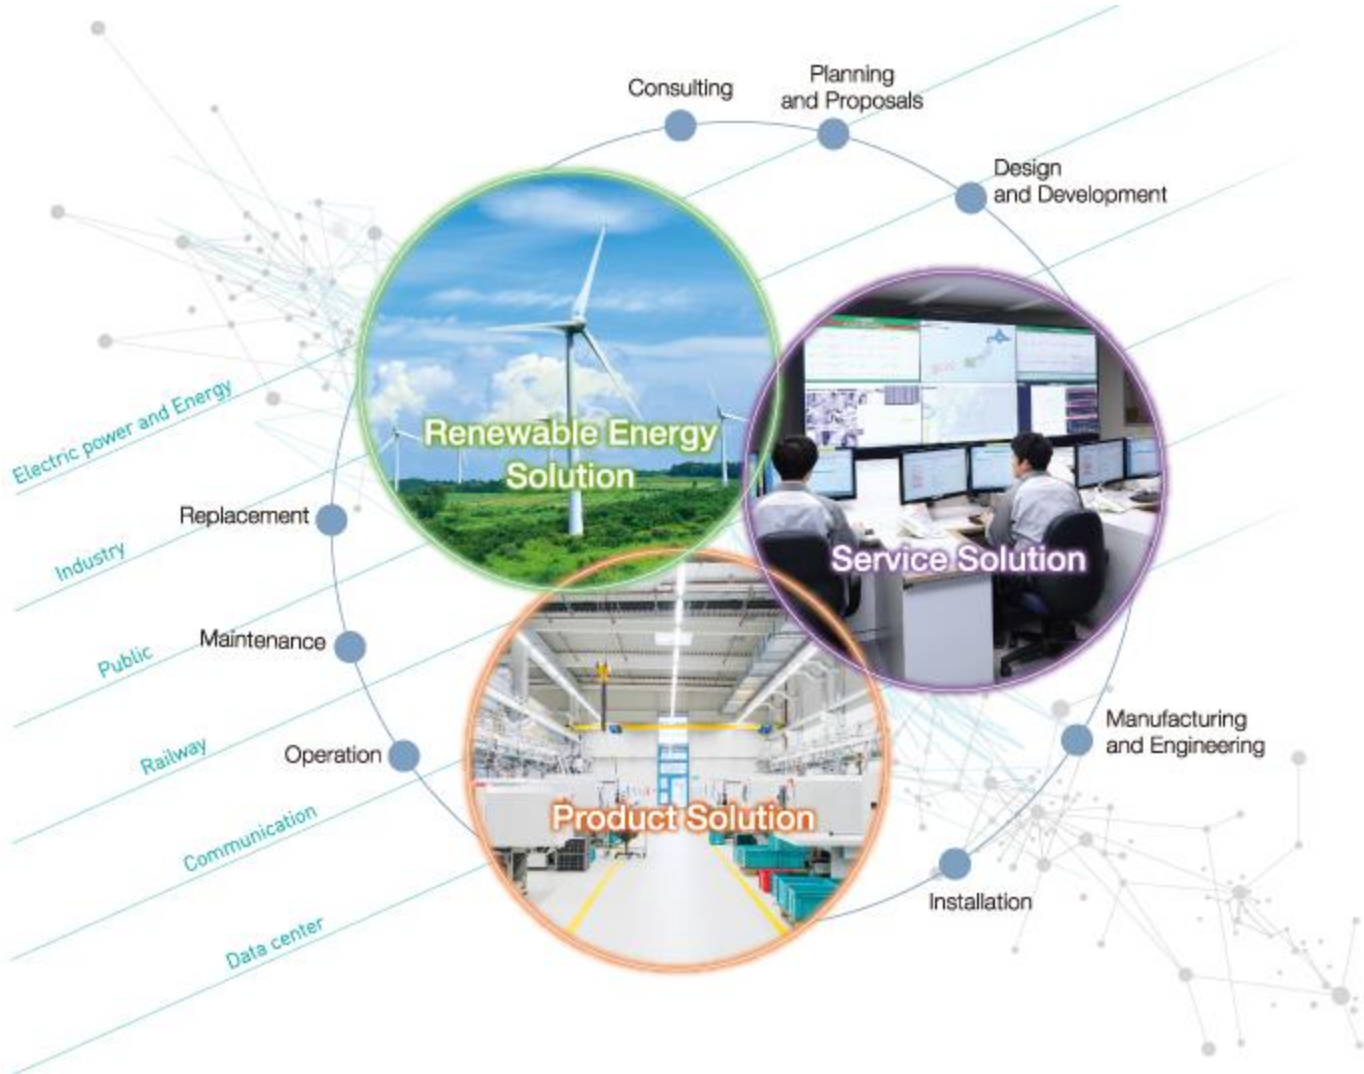 Consulting
Planning
and Proposals
Design
and Development
Renewable Energy
Solution
Electric power and Energy
Replacement
Industry
Service Solution
Maintenance
Public
Railway
Operation
Manufacturing
and Engineering
Product Solution
Communication
Installation
Data center